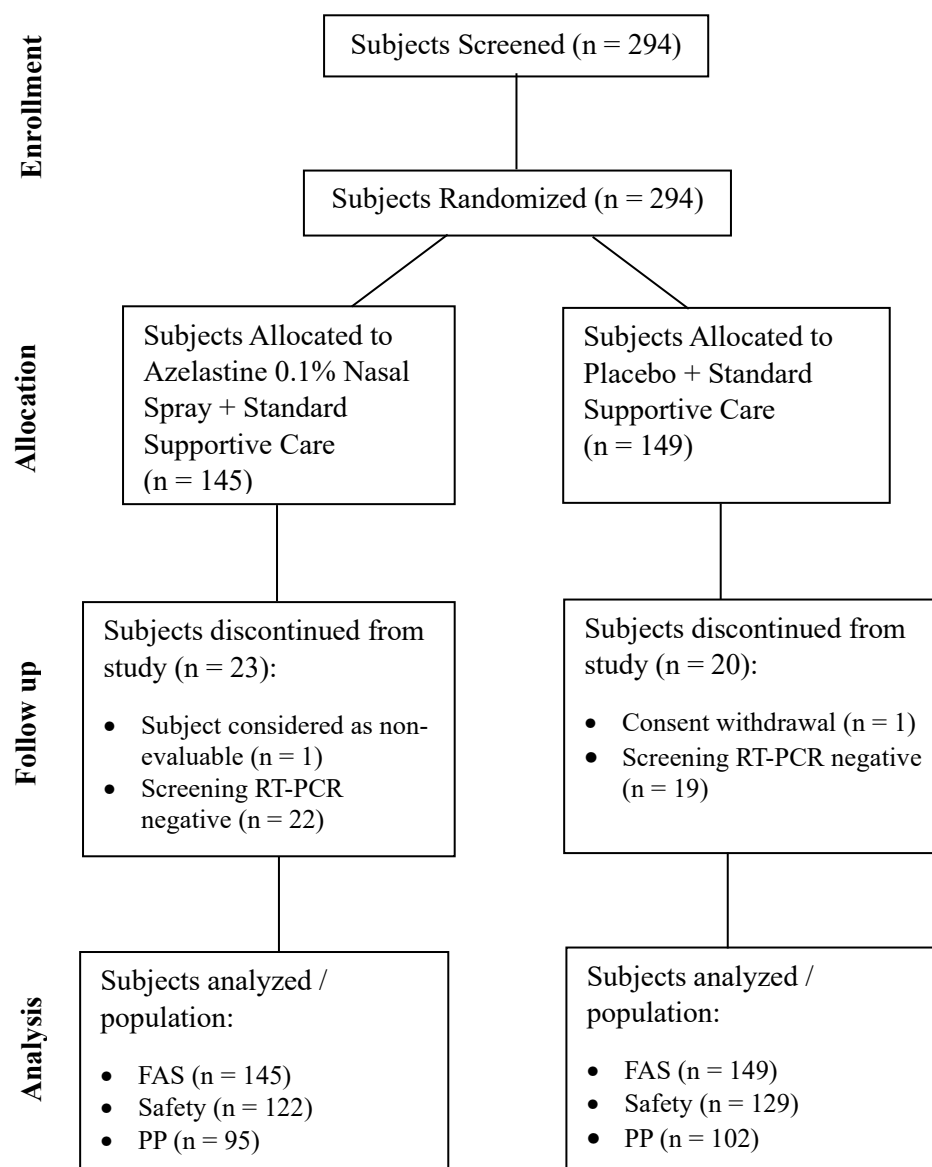 Enrollment
Subjects Screened (n = 294)
Subjects Randomized (n = 294)
Allocation
Subjects Allocated to
Azelastine 0.1% Nasal
Spray + Standard
Supportive Care
(n = 145)
Subjects Allocated to
Placebo + Standard
Supportive Care
(n = 149)
Follow up
Subjects discontinued from
study (n = 23):
• Subject considered as non-
evaluable (n = 1)
• Screening RT-PCR
negative (n = 22)
Subjects discontinued from
study (n = 20):
• Consent withdrawal (n = 1)
• Screening RT-PCR negative
(n = 19)
Analysis
Subjects analyzed /
population:
• FAS (n = 145)
• Safety (n = 122)
• PP (n = 95)
Subjects analyzed /
population:
• FAS (n = 149)
• Safety (n = 129)
• PP (n = 102)